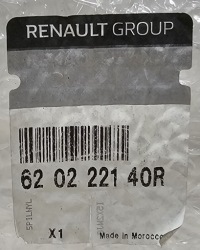 RENAULT GROUP
62 02 221 40R
X1
Made in Morocco